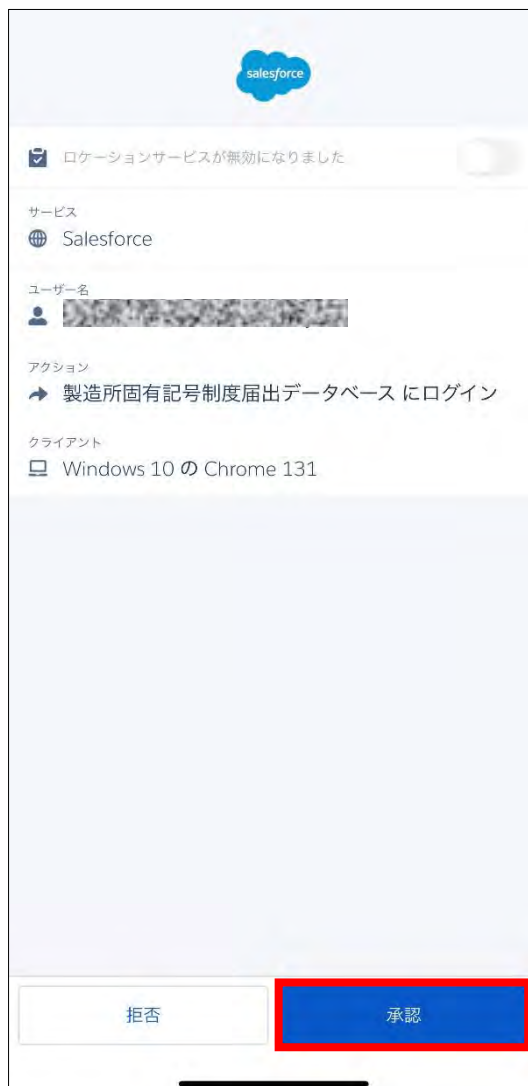 salesforce
ロケーションサービスが無効になりました
サービス
Salesforce
ユーザー名
アクション
製造所固有記号制度届出データベース にログイン
クライアント
Windows 10 の Chrome 131
拒否
承認